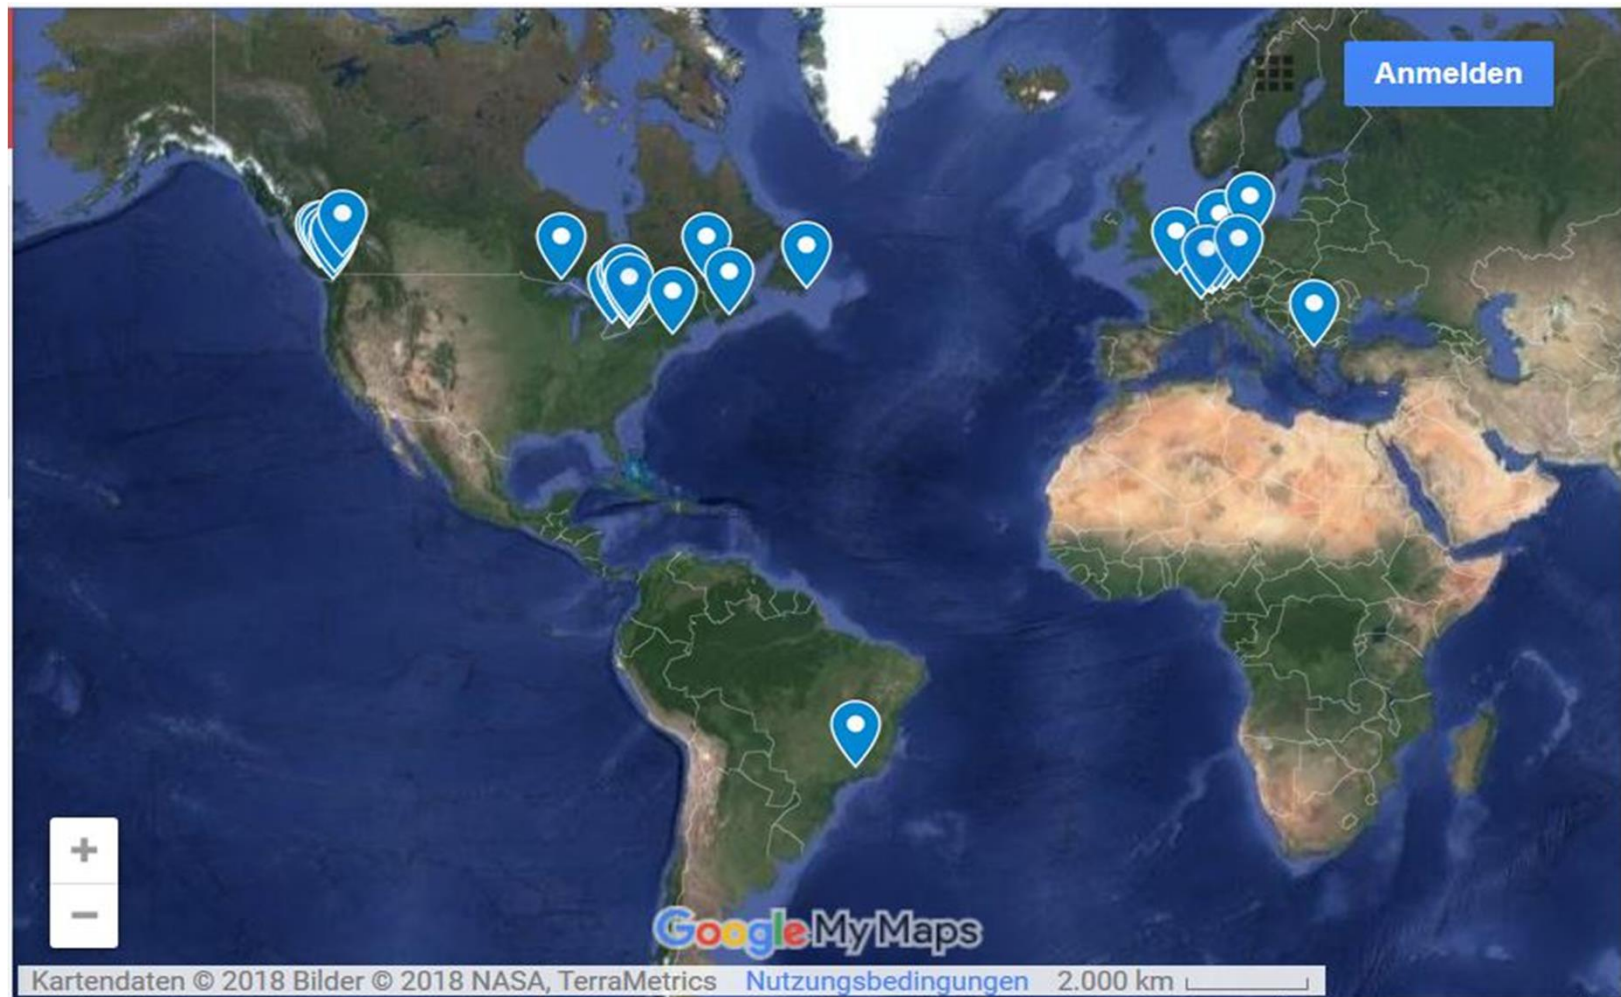 Anmelden
+
−
Google My Maps
Kartendaten © 2018 Bilder © 2018 NASA, TerraMetrics Nutzungsbedingungen 2.000 km